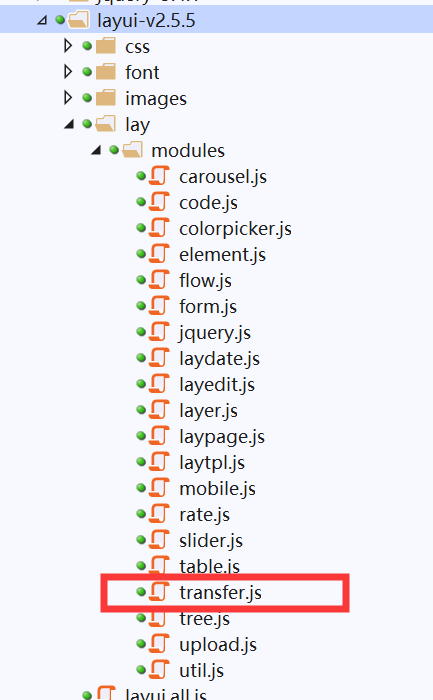 layui-v2.5.5
css
font
images
lay
modules
carousel.js
code.js
colorpicker.js
element.js
flow.js
form.js
jquery.js
laydate.js
layedit.js
layer.js
laypage.js
laytpl.js
mobile.js
rate.js
slider.js
table.js
transfer.js
tree.js
upload.js
util.js
layui.all.js